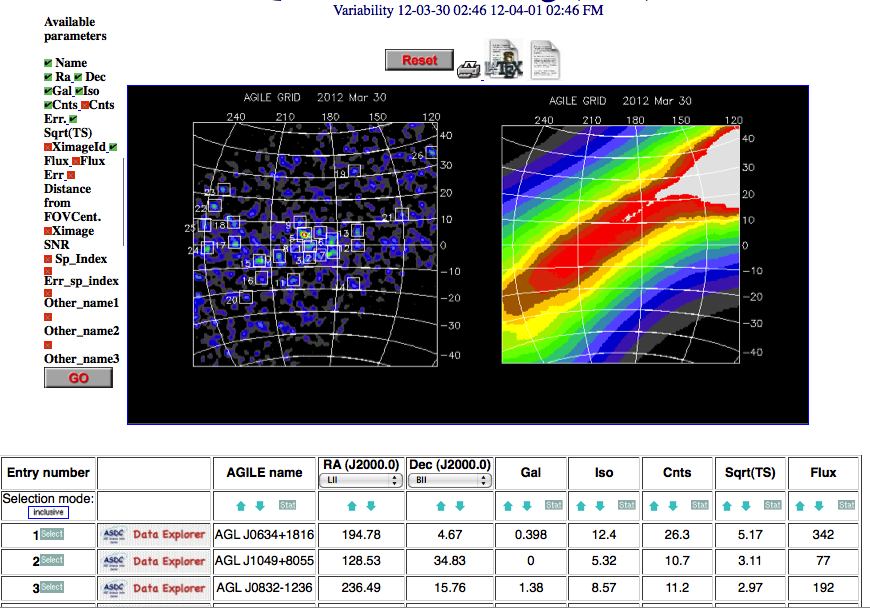 Variability 12-03-30 02:46 12-04-01 02:46 FM
Available
parameters
Name
Ra Dec
Gal Iso
Cnts Cnts
Err.
Sqrt(TS)
XimageId
Flux Flux
Err
Distance
from
FOVCent.
Ximage
SNR
Sp_Index
Err_sp_index
Other_name1
Other_name2
Other_name3
GO
Reset
AGILE GRID 2012 Mar 30
240 210 180 150 120
40
30
20
10
0
-10
-20
-30
-40
26
19
23
22
21
25 18 9 13
24 17 12
15
16 11 14
20
AGILE GRID 2012 Mar 30
240 210 180 150 120
40
30
20
10
0
-10
-20
-30
-40
Entry number AGILE name RA (J2000.0) Dec (J2000.0) Gal Iso Cnts Sqrt(TS) Flux
LII BII
Selection mode: Stat Stat Stat Stat Stat Stat
inclusive
1 Select ASDC Data Explorer AGL J0634+1816 194.78 4.67 0.398 12.4 26.3 5.17 342
2 Select ASDC Data Explorer AGL J1049+8055 128.53 34.83 0 5.32 10.7 3.11 77
3 Select ASDC Data Explorer AGL J0832-1236 236.49 15.76 1.38 8.57 11.2 2.97 192